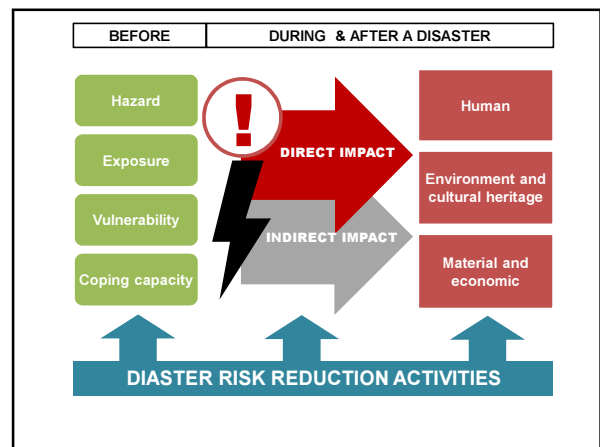 BEFORE
DURING & AFTER A DISASTER
Hazard
Exposure
Vulnerability
Coping capacity
!
DIRECT IMPACT
INDIRECT IMPACT
Human
Environment and
cultural heritage
Material and
economic
DIASTER RISK REDUCTION ACTIVITIES